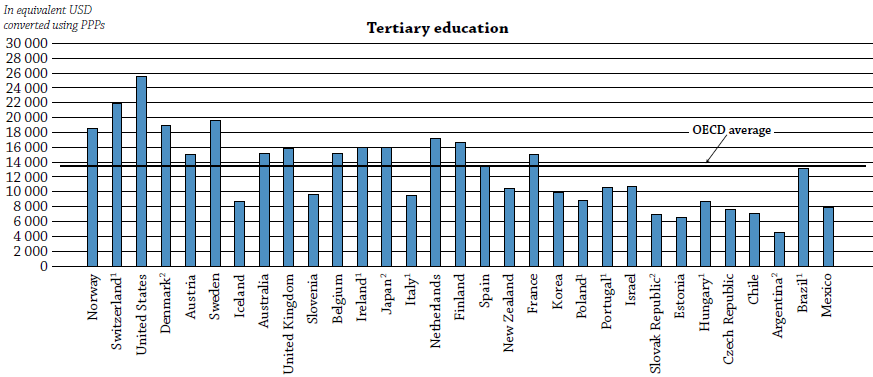 In equivalent USD
converted using PPPs
Tertiary education
30 000
28 000
26 000
24 000
22 000
20 000
18 000
16 000
14 000
12 000
10 000
8 000
6 000
4 000
2 000
0
OECD average
Norway
Switzerland¹
United States
Denmark²
Austria
Sweden
Iceland
Australia
United Kingdom
Slovenia
Belgium
Ireland¹
Japan²
Italy¹
Netherlands
Finland
Spain
New Zealand
France
Korea
Poland¹
Portugal¹
Israel
Slovak Republic²
Estonia
Hungary¹
Czech Republic
Chile
Argentina²
Brazil¹
Mexico